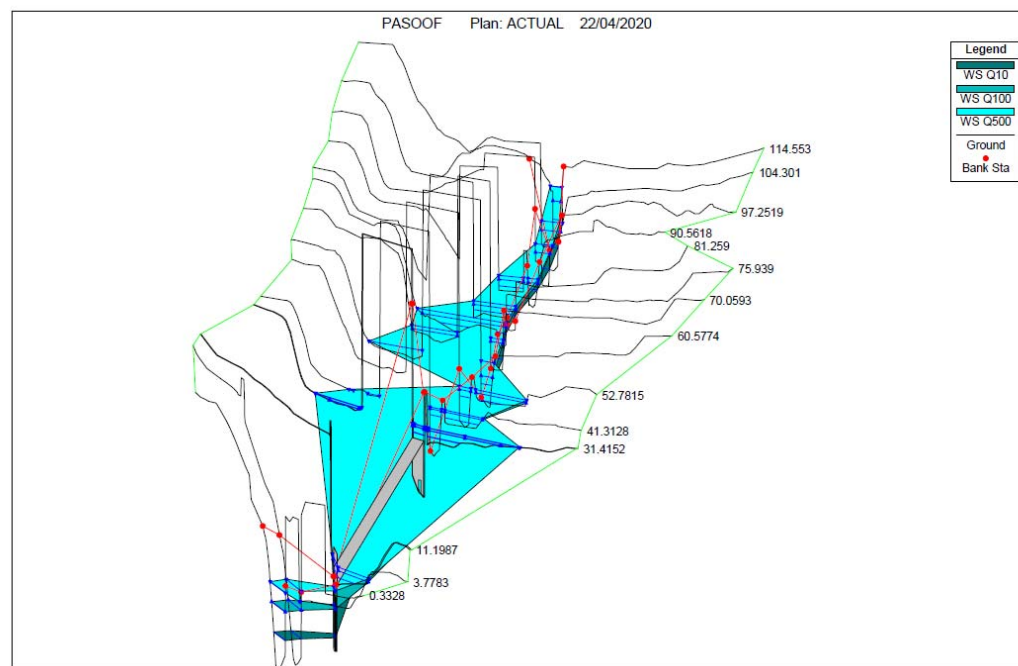 PASOOF Plan: ACTUAL 22/04/2020
Legend
WS Q10
WS Q100
WS Q500
Ground
Bank Sta
114.553
104.301
97.2519
90.5618
81.259
75.939
70.0593
60.5774
52.7815
41.3128
31.4152
11.1987
3.7783
0.3328